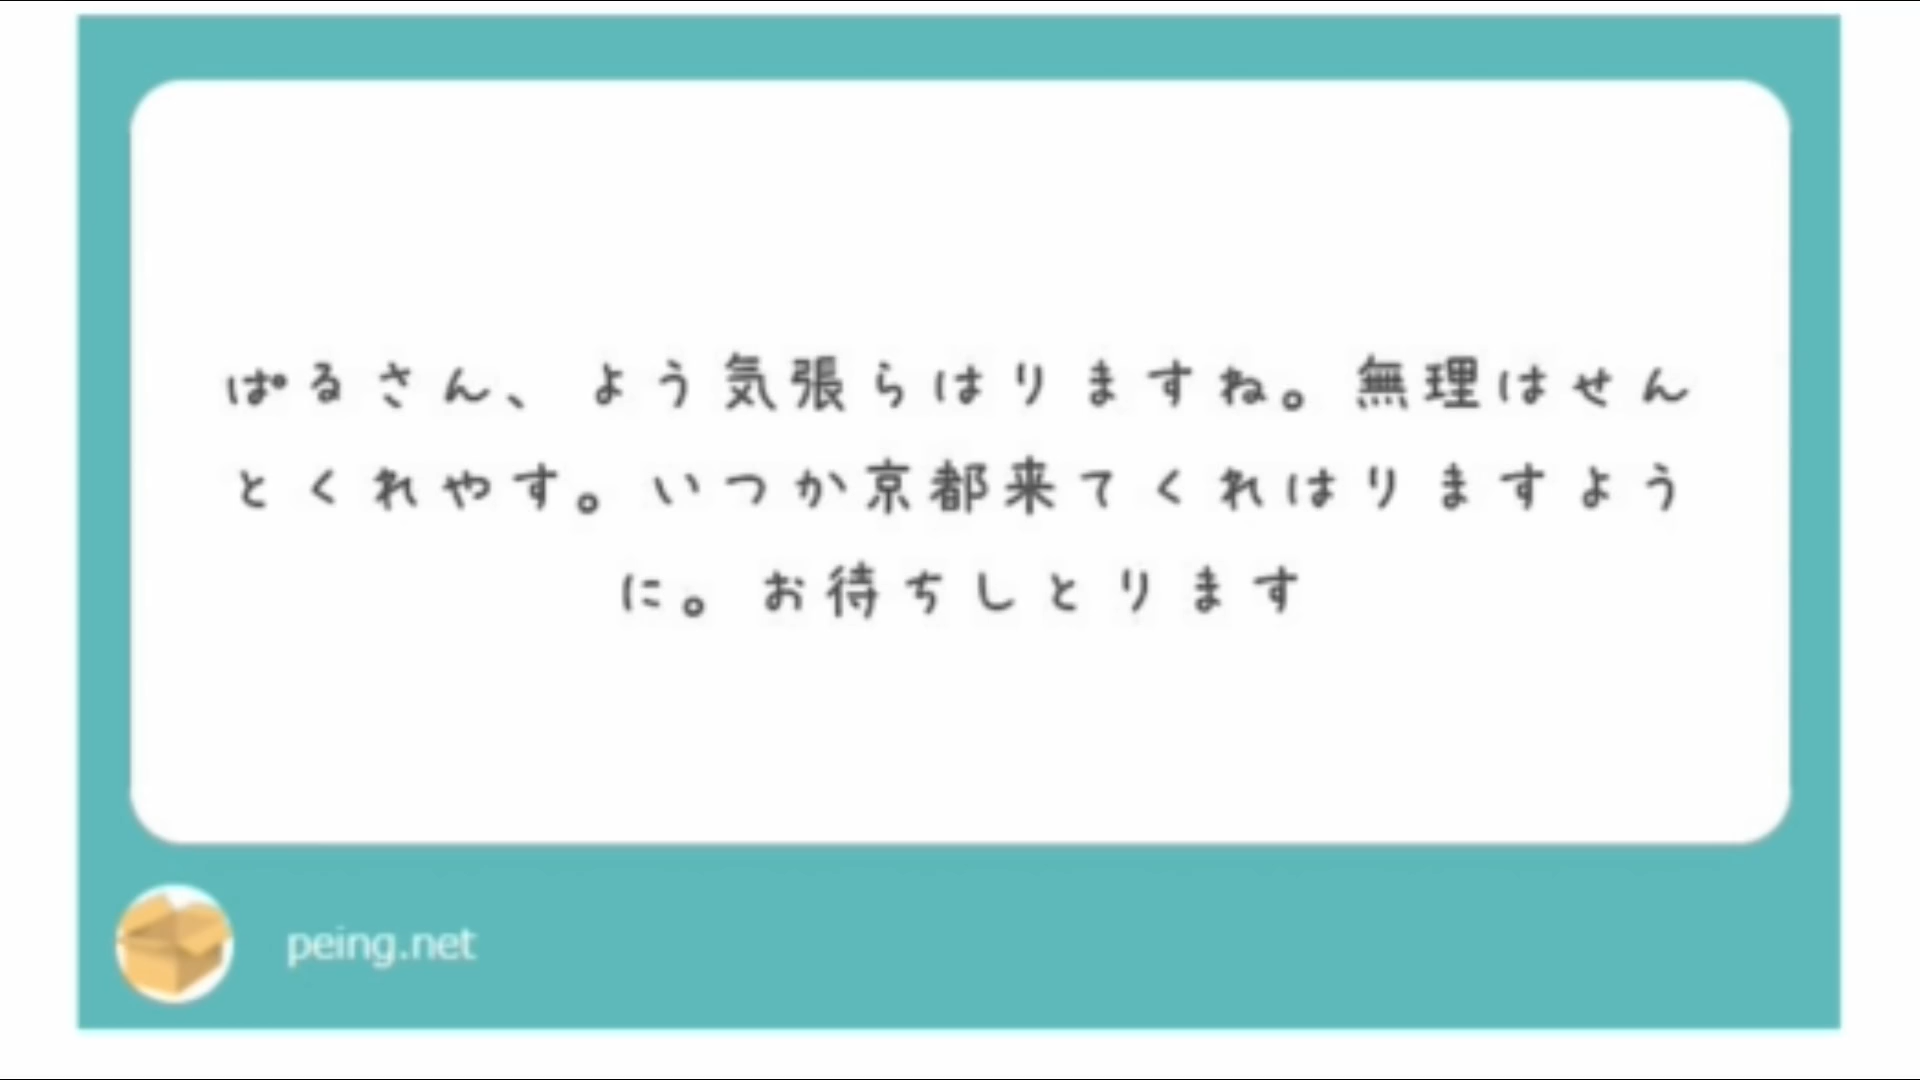 ぱるさん、よう気張らはりますね。無理はせん
とくれやす。いつか京都来てくれはりますよう
に。お待ちしとります
peing.net